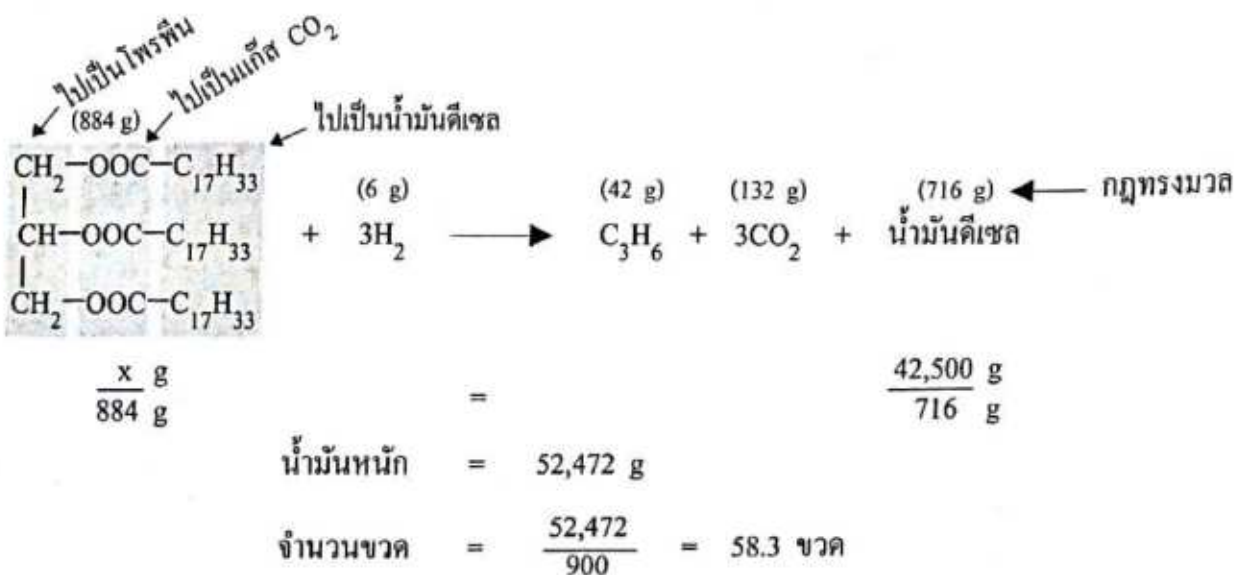 ไปเป็นโพรพีน
ไปเป็นแก๊ส CO₂
(884 g)
ไปเป็นน้ำมันดีเซล
CH₂—OOC—C₁₇H₃₃
CH—OOC—C₁₇H₃₃
CH₂—OOC—C₁₇H₃₃
(6 g) (42 g) (132 g) (716 g) ← กฎทรงมวล
+ 3H₂ → C₃H₆ + 3CO₂ + น้ำมันดีเซล
x g / 884 g = 42,500 g / 716 g
น้ำมันหนัก = 52,472 g
จำนวนขวด = 52,472 / 900 = 58.3 ขวด